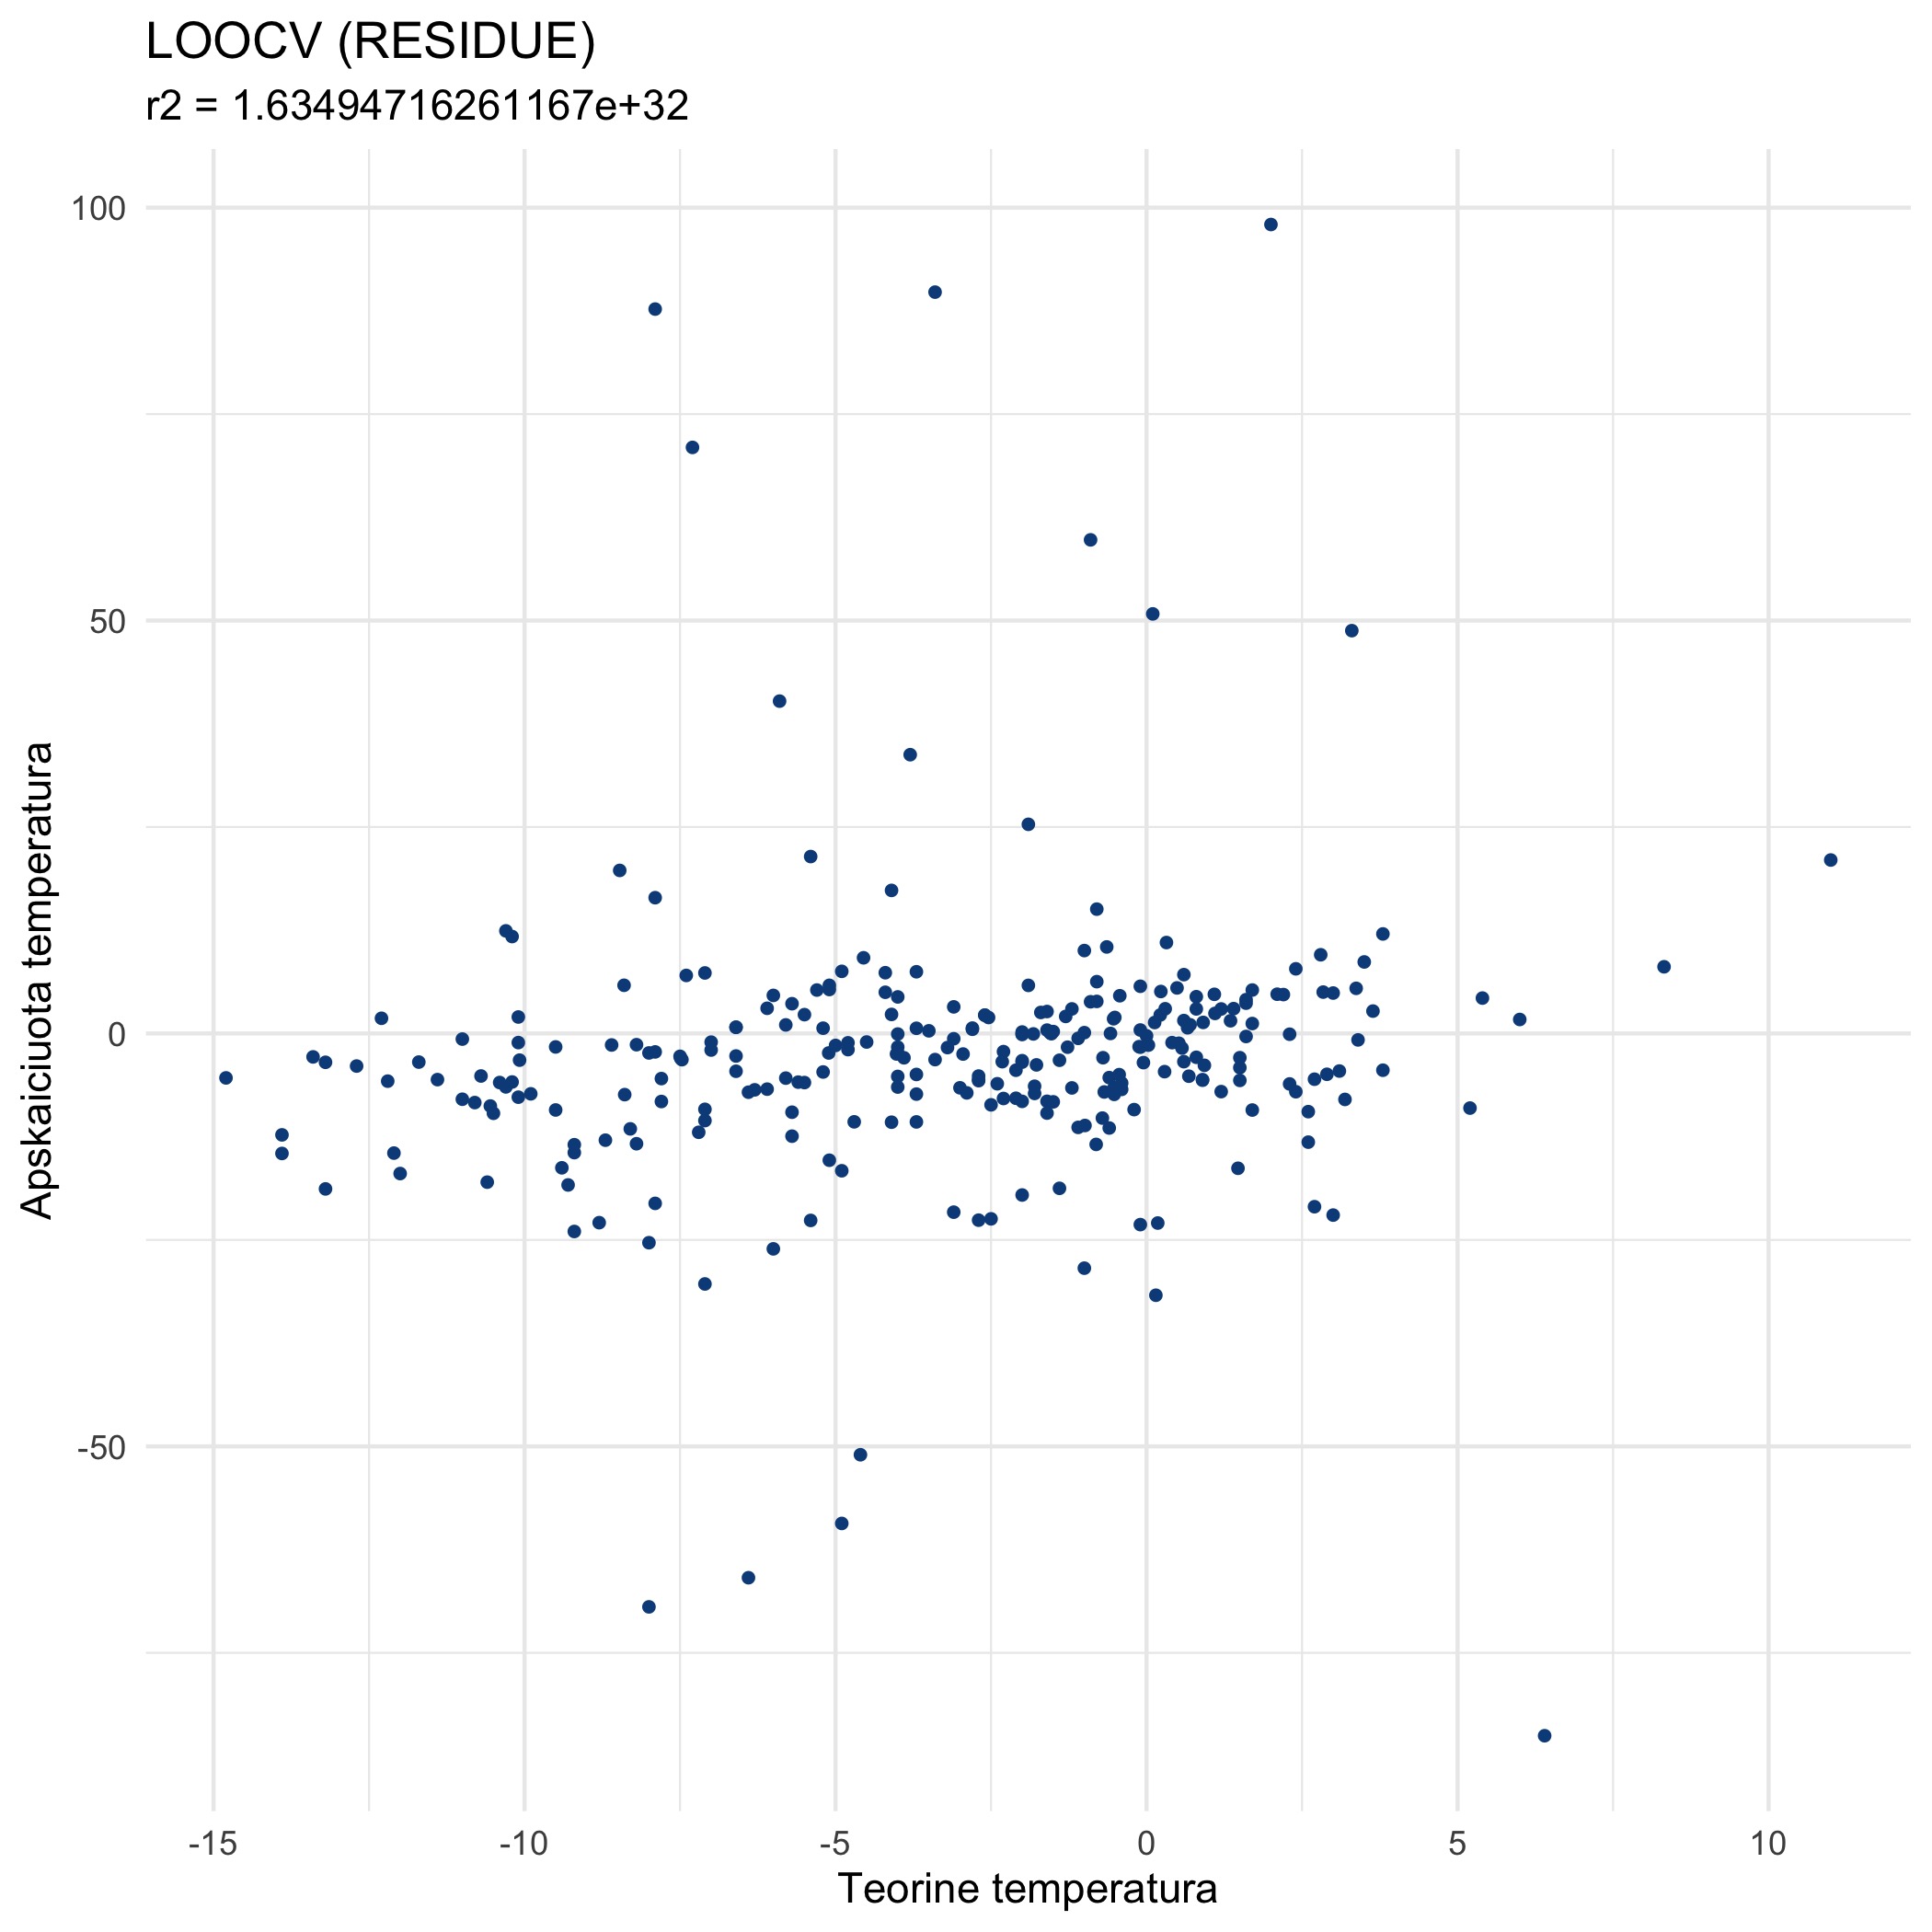 LOOCV (RESIDUE)
r2 = 1.63494716261167e+32
100
50
0
-50
Apskaiciuota temperatura
-15 -10 -5 0 5 10
Teorine temperatura